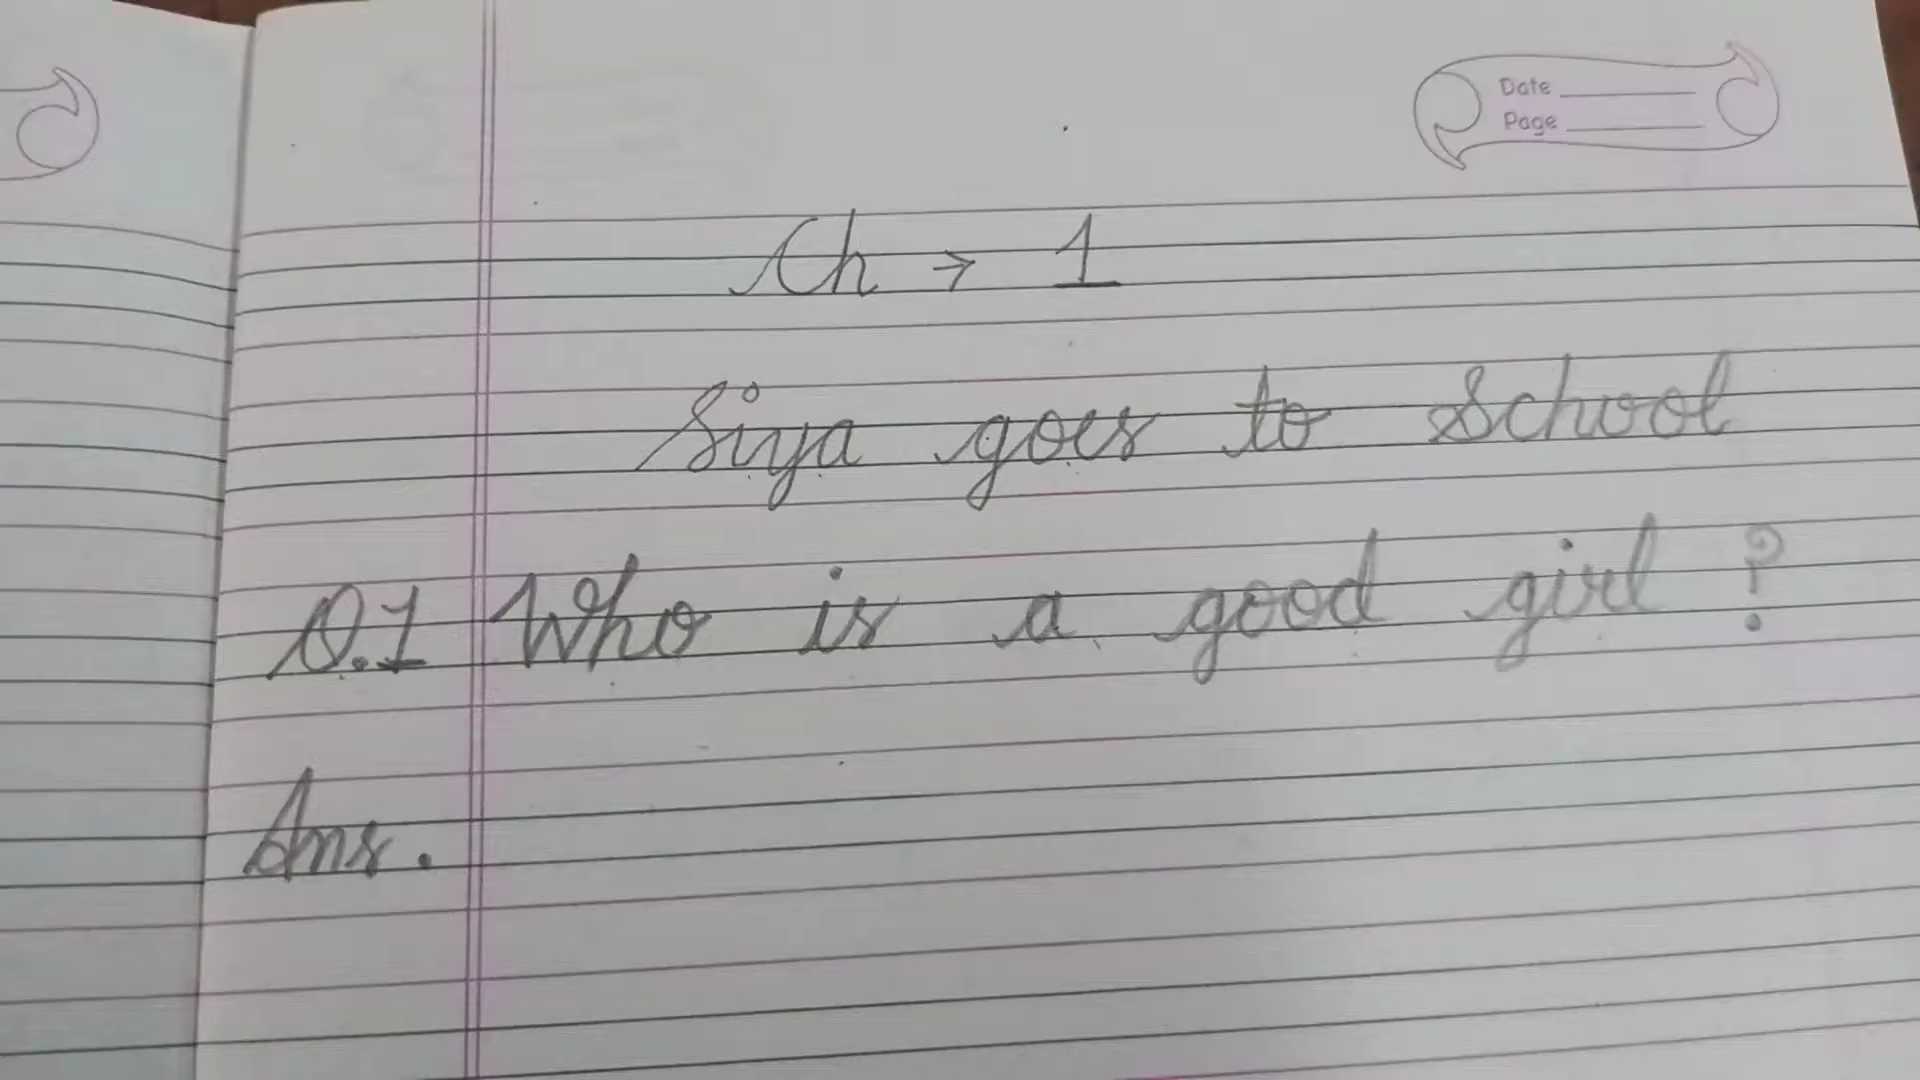 Date
Page
Ch → 1
Siya goes to School
Q.1 Who is a good girl ?
Ans.